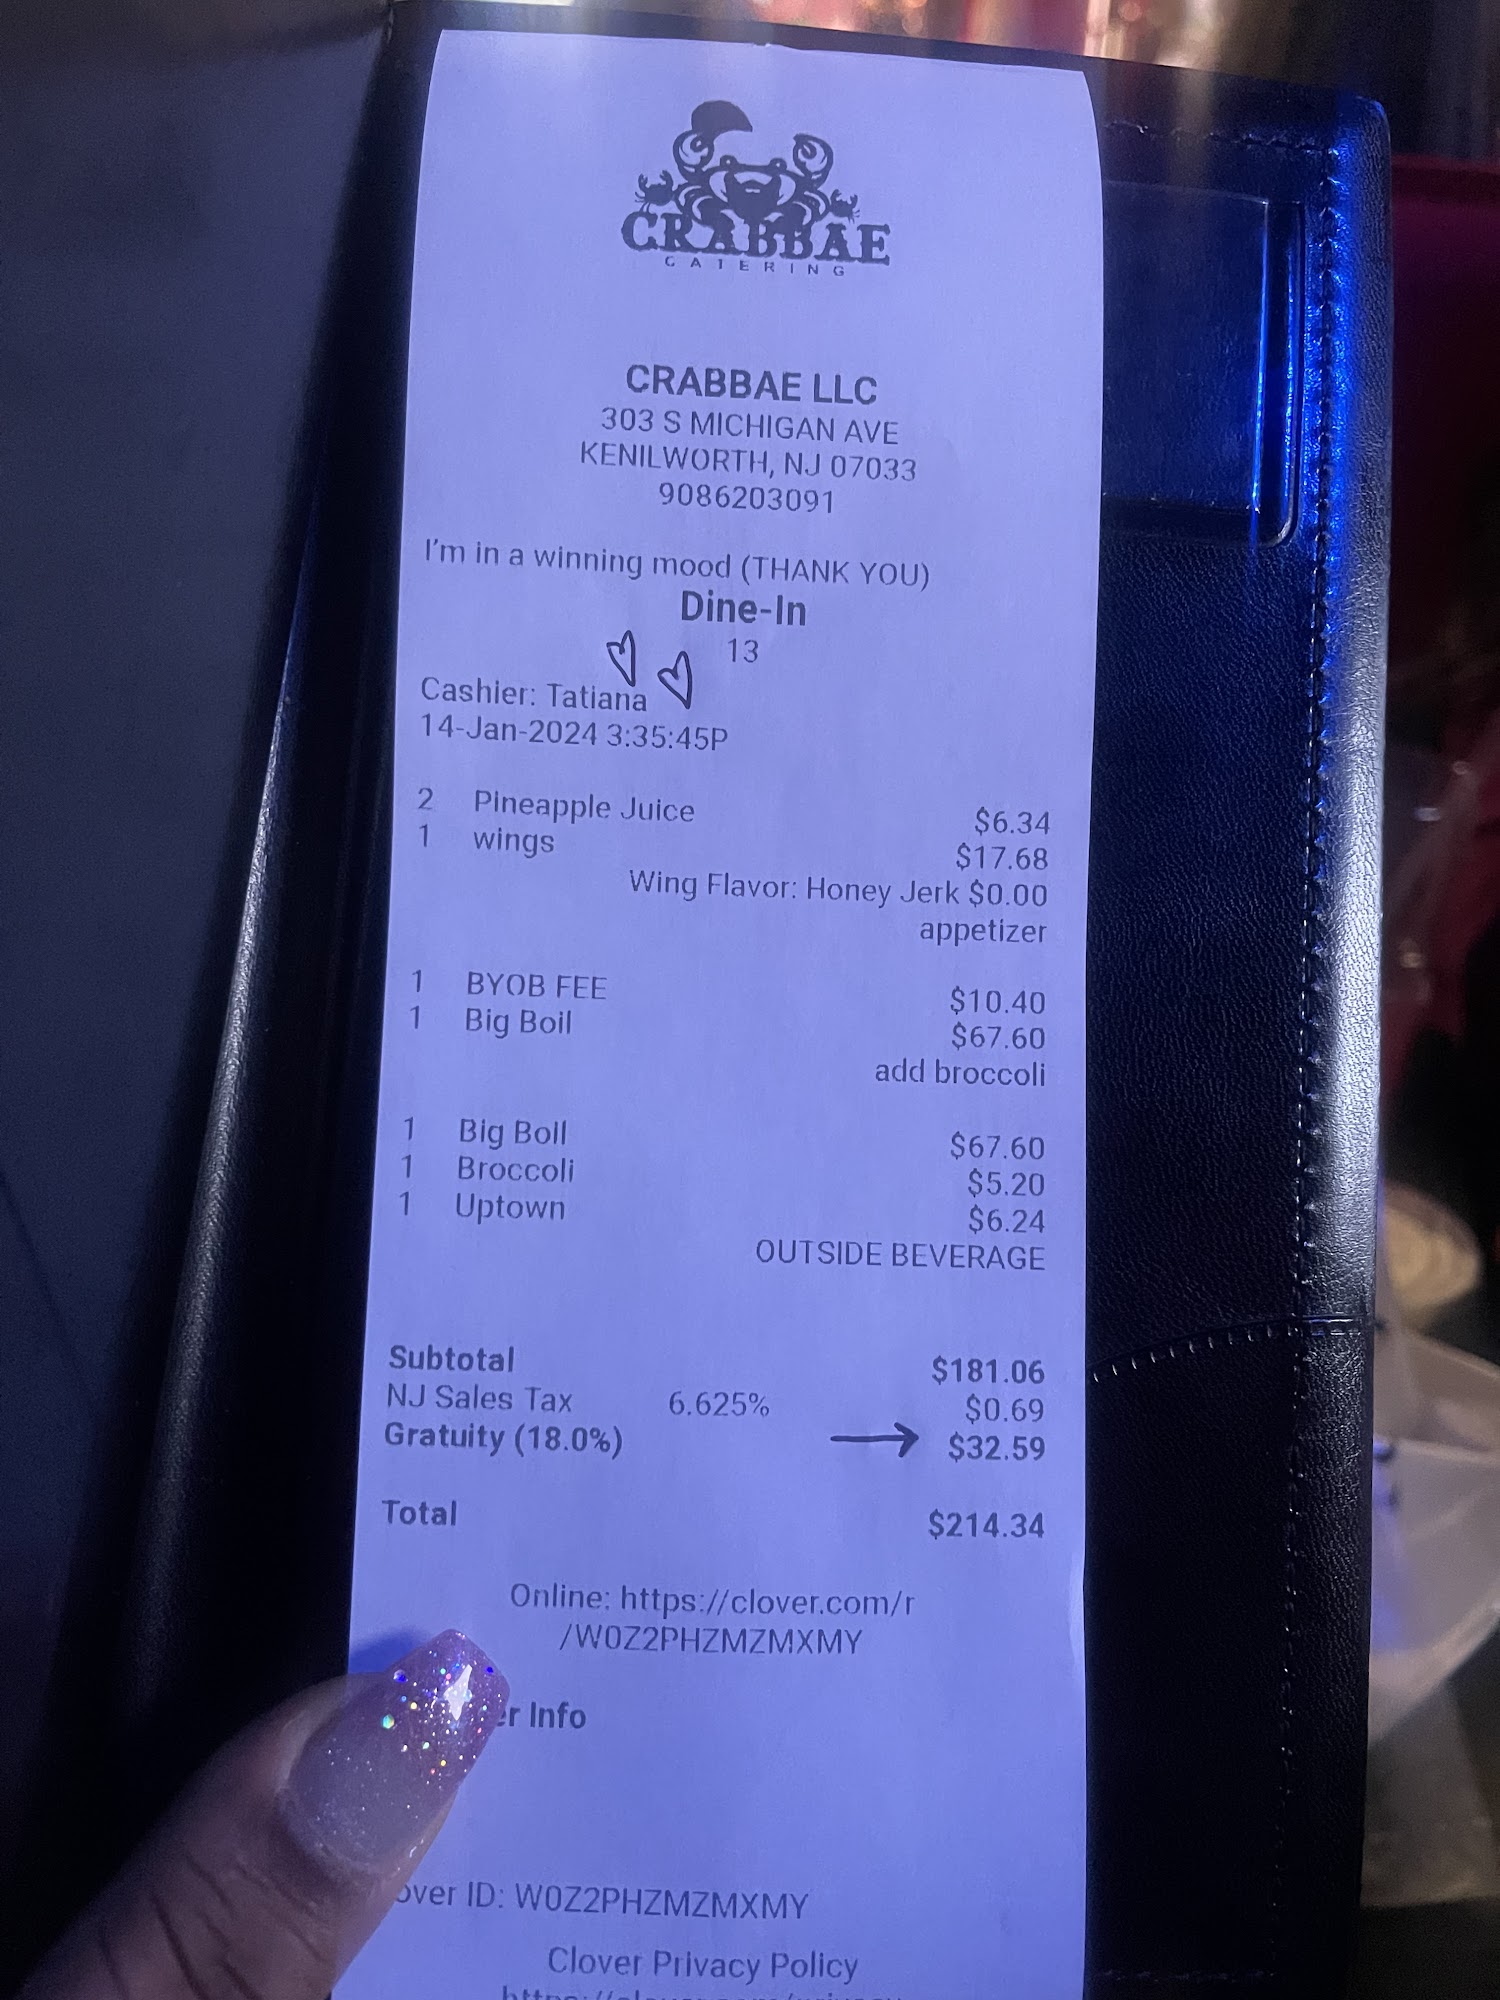 CRABBAE
CATERING
CRABBAE LLC
303 S MICHIGAN AVE
KENILWORTH, NJ 07033
9086203091
I'm in a winning mood (THANK YOU)
Dine-In
13
Cashier: Tatiana
14-Jan-2024 3:35:45P
2 Pineapple Juice $6.34
1 wings $17.68
Wing Flavor: Honey Jerk $0.00
appetizer
1 BYOB FEE $10.40
1 Big Boil $67.60
add broccoli
1 Big Boil $67.60
1 Broccoli $5.20
1 Uptown $6.24
OUTSIDE BEVERAGE
Subtotal $181.06
NJ Sales Tax 6.625% $0.69
Gratuity (18.0%) → $32.59
Total $214.34
Online: https://clover.com/r
/W0Z2PHZMZMXMY
Info
ID: W0Z2PHZMZMXMY
Clover Privacy Policy